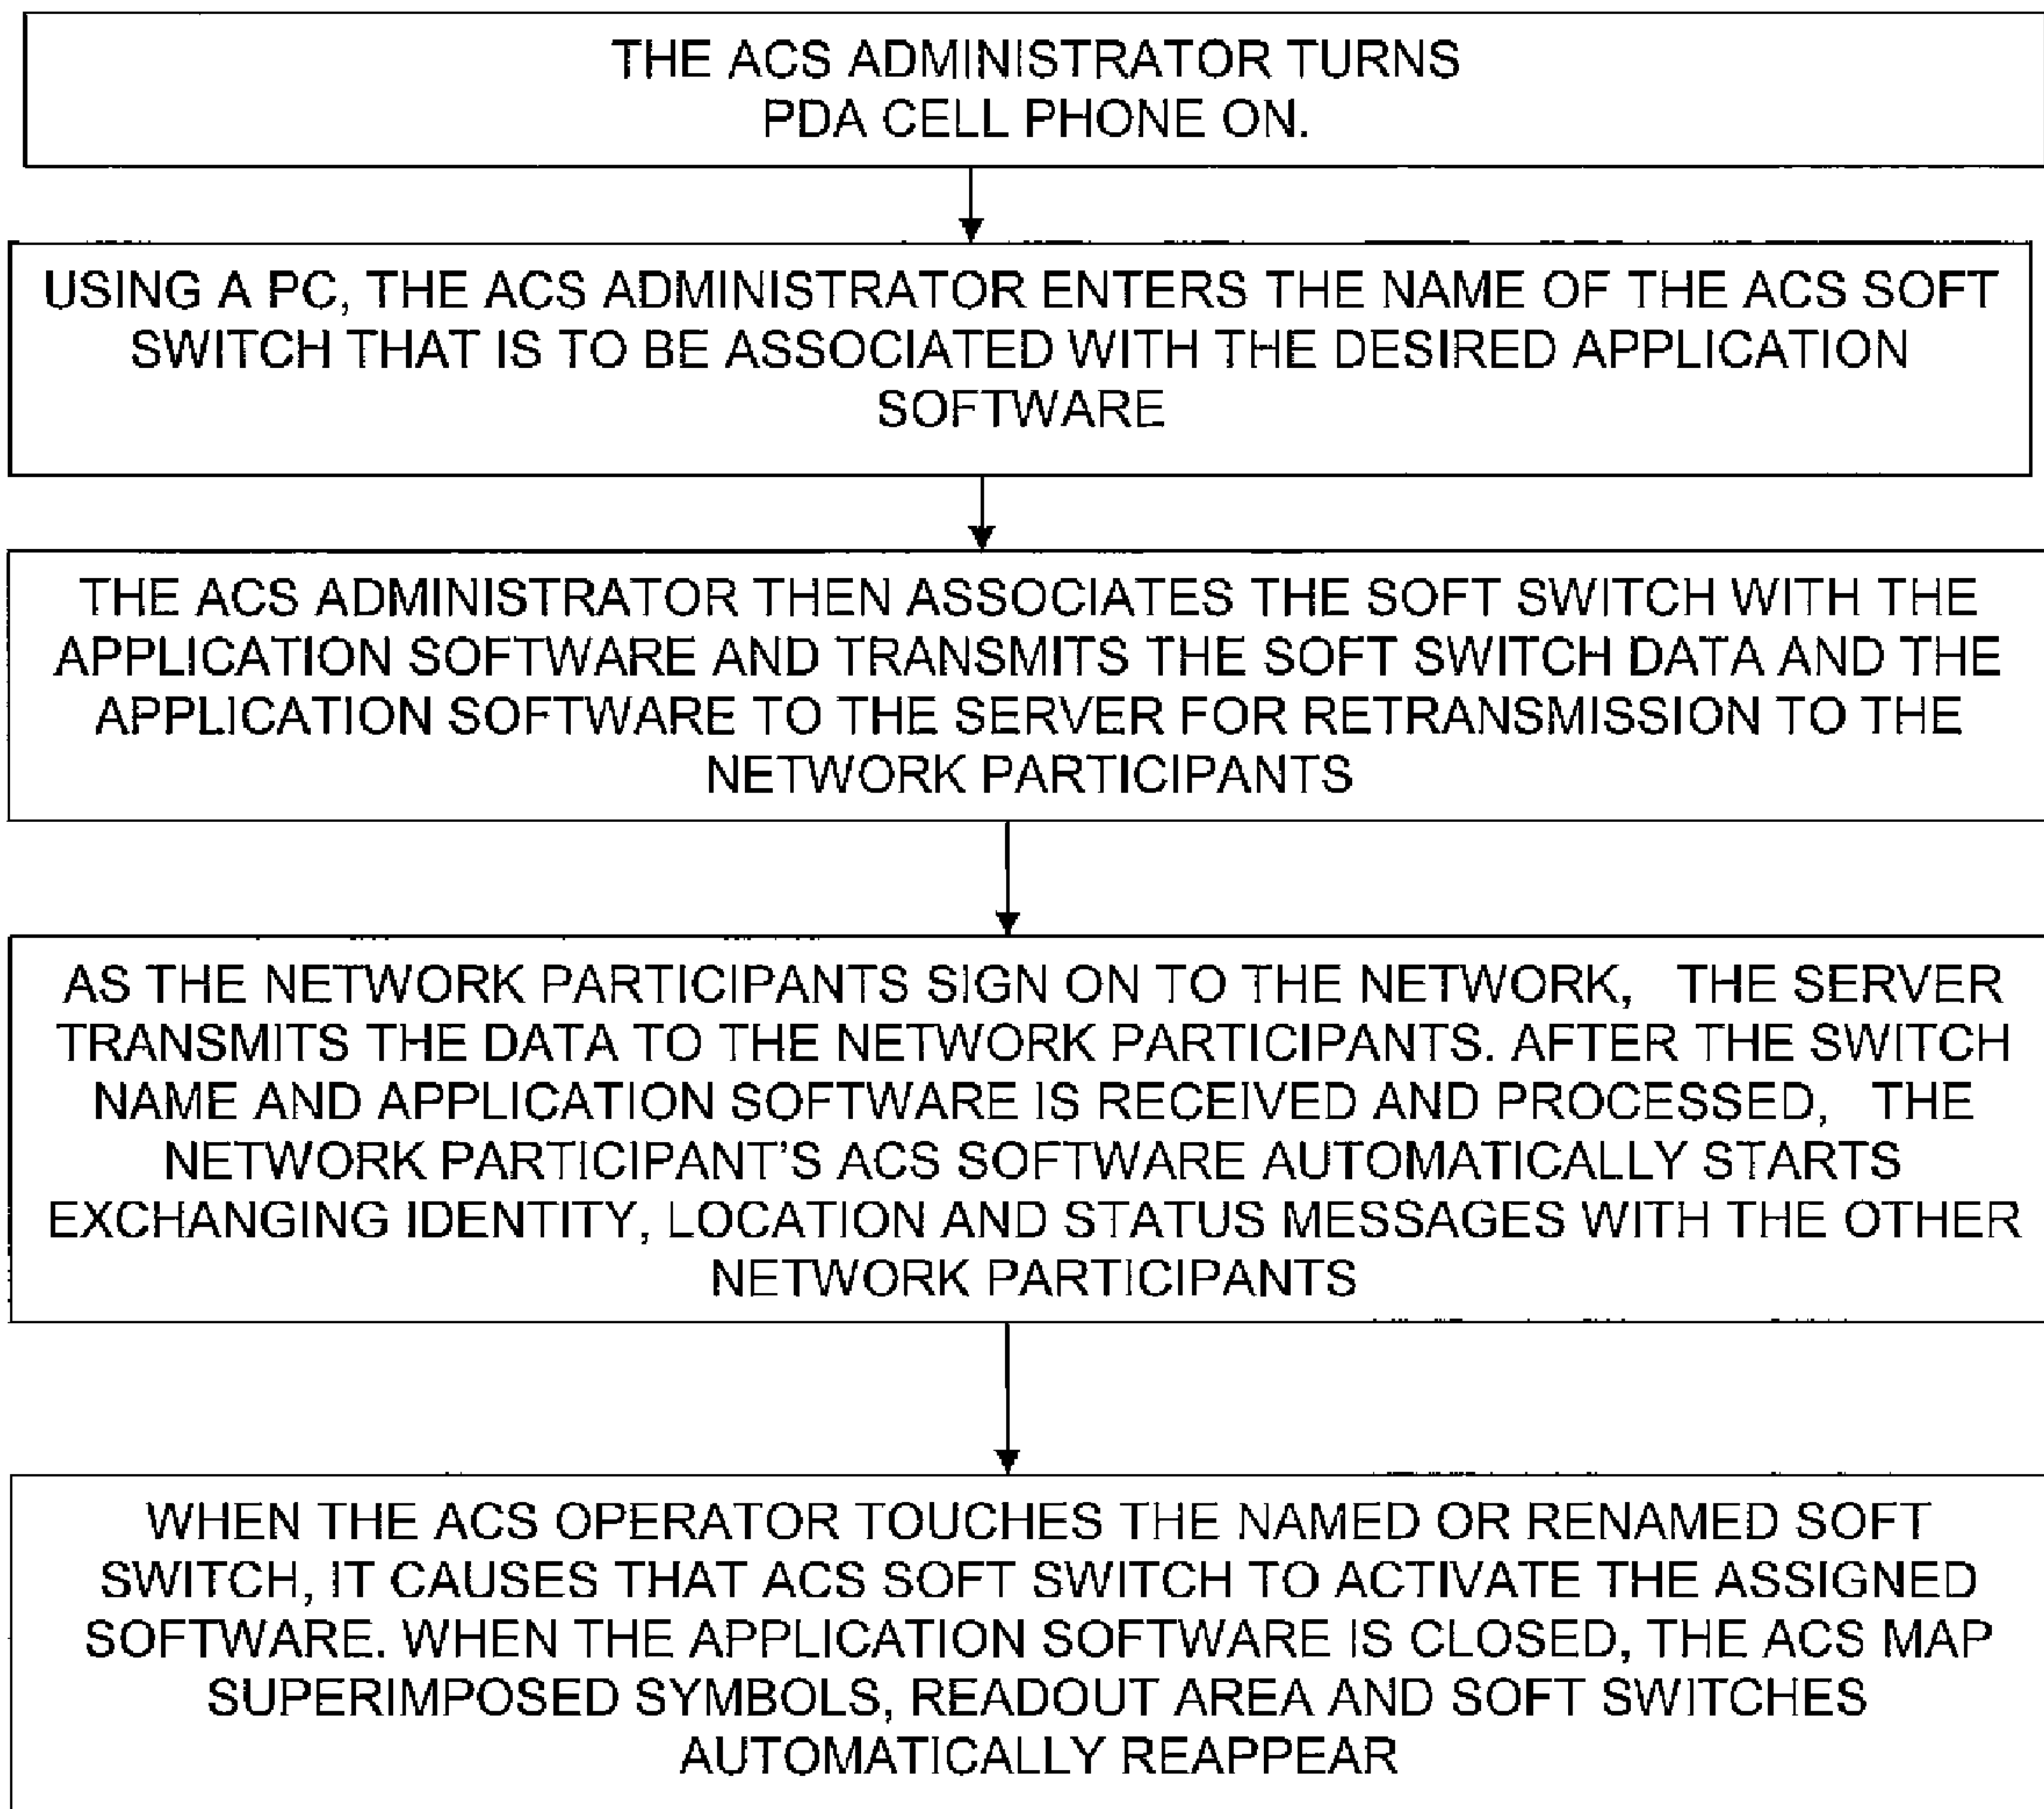 THE ACS ADMINISTRATOR TURNS
PDA CELL PHONE ON.
USING A PC, THE ACS ADMINISTRATOR ENTERS THE NAME OF THE ACS SOFT
SWITCH THAT IS TO BE ASSOCIATED WITH THE DESIRED APPLICATION
SOFTWARE
THE ACS ADMINISTRATOR THEN ASSOCIATES THE SOFT SWITCH WITH THE
APPLICATION SOFTWARE AND TRANSMITS THE SOFT SWITCH DATA AND THE
APPLICATION SOFTWARE TO THE SERVER FOR RETRANSMISSION TO THE
NETWORK PARTICIPANTS
AS THE NETWORK PARTICIPANTS SIGN ON TO THE NETWORK, THE SERVER
TRANSMITS THE DATA TO THE NETWORK PARTICIPANTS. AFTER THE SWITCH
NAME AND APPLICATION SOFTWARE IS RECEIVED AND PROCESSED, THE
NETWORK PARTICIPANT'S ACS SOFTWARE AUTOMATICALLY STARTS
EXCHANGING IDENTITY, LOCATION AND STATUS MESSAGES WITH THE OTHER
NETWORK PARTICIPANTS
WHEN THE ACS OPERATOR TOUCHES THE NAMED OR RENAMED SOFT
SWITCH, IT CAUSES THAT ACS SOFT SWITCH TO ACTIVATE THE ASSIGNED
SOFTWARE. WHEN THE APPLICATION SOFTWARE IS CLOSED, THE ACS MAP
SUPERIMPOSED SYMBOLS, READOUT AREA AND SOFT SWITCHES
AUTOMATICALLY REAPPEAR